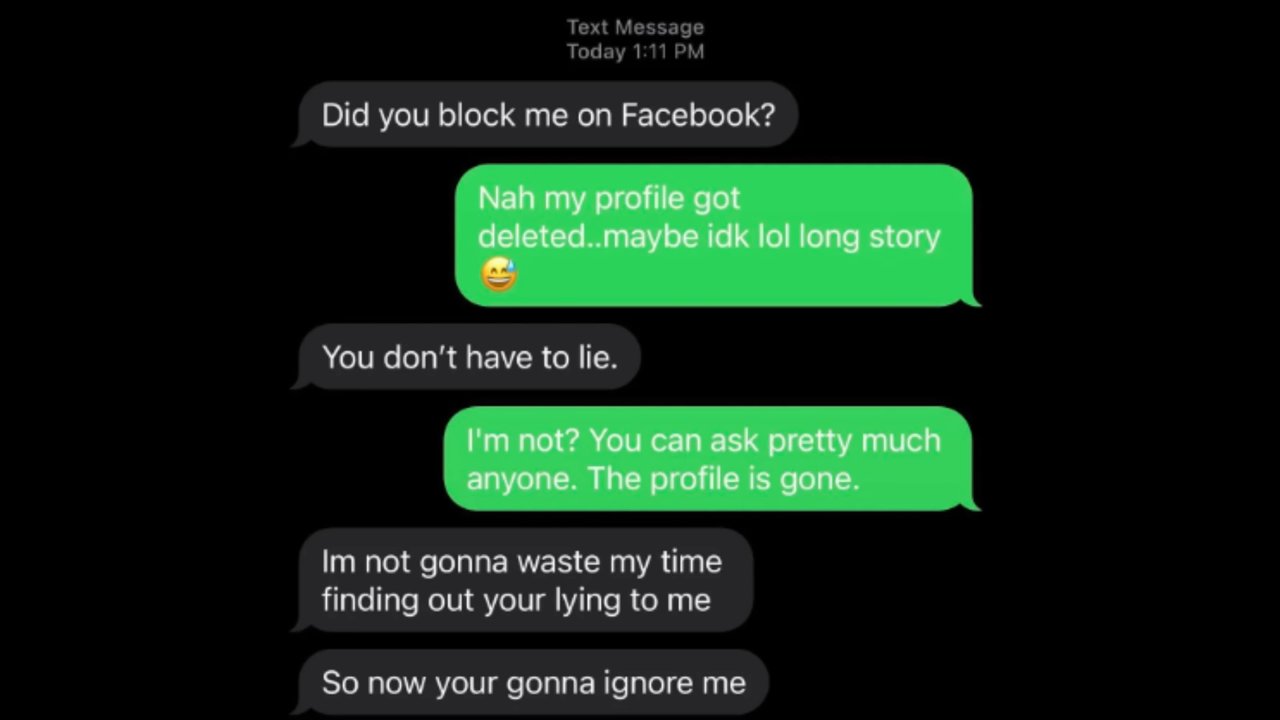 Text Message
Today 1:11 PM
Did you block me on Facebook?
Nah my profile got
deleted..maybe idk lol long story
😅
You don’t have to lie.
I'm not? You can ask pretty much
anyone. The profile is gone.
Im not gonna waste my time
finding out your lying to me
So now your gonna ignore me